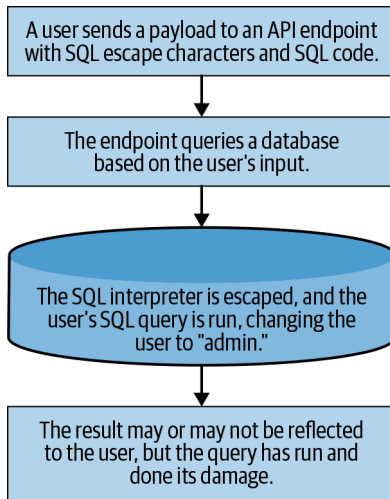 A user sends a payload to an API endpoint
with SQL escape characters and SQL code.
The endpoint queries a database
based on the user's input.
The SQL interpreter is escaped, and the
user's SQL query is run, changing the
user to "admin."
The result may or may not be reflected
to the user, but the query has run and
done its damage.